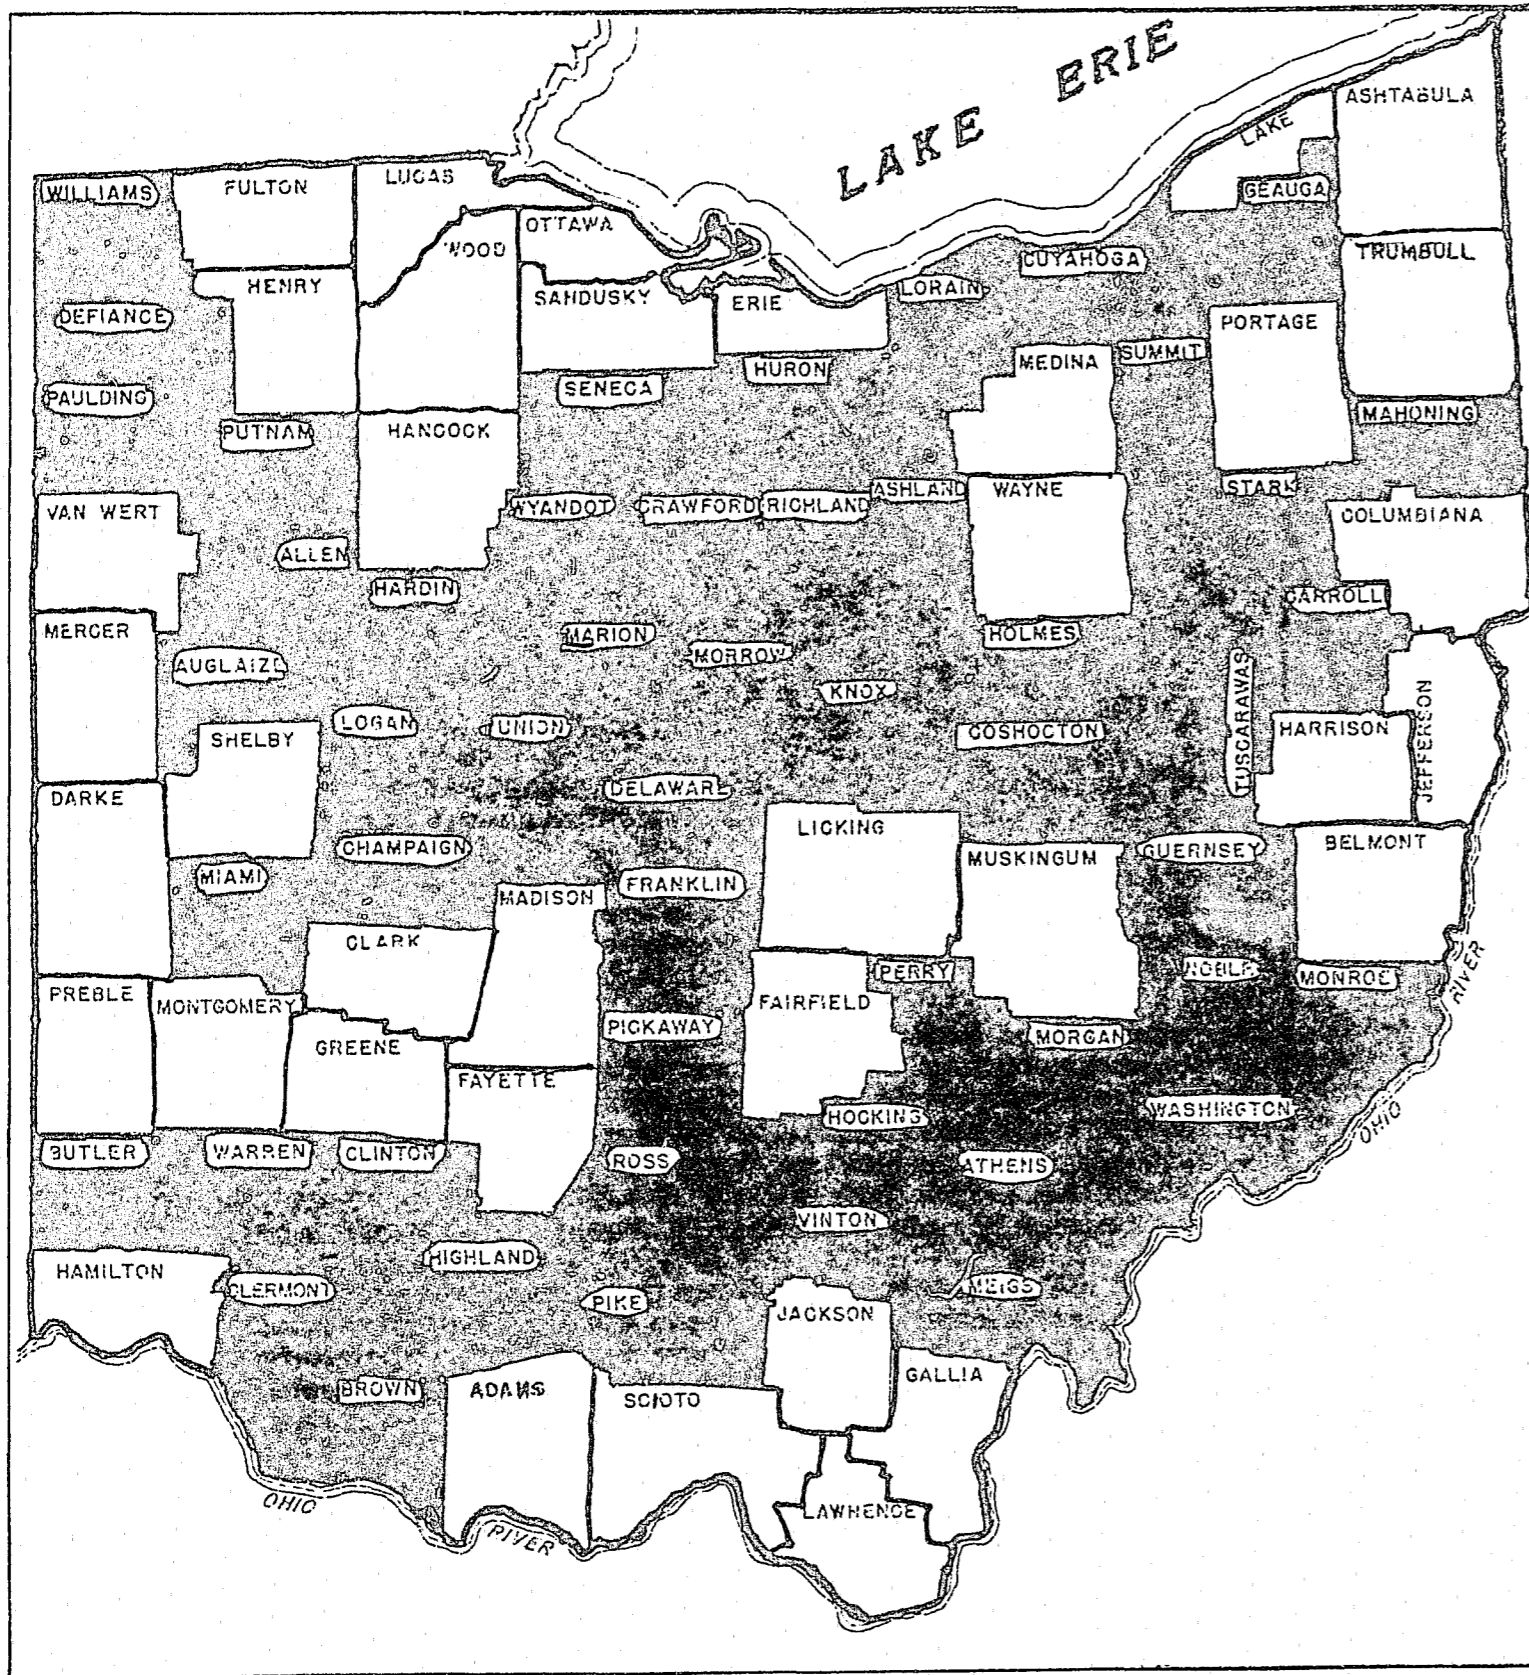 LAKE ERIE
ASHTABULA
LAKE
WILLIAMS
FULTON
LUCAS
GEAUGA
OTTAWA
WOOD
TRUMBULL
CUYAHOGA
HENRY
SANDUSKY
ERIE
LORAIN
DEFIANCE
PORTAGE
SUMMIT
MEDINA
HURON
SENECA
PAULDING
MAHONING
PUTNAM
HANCOCK
STARK
ASHLAND
WAYNE
WYANDOT
CRAWFORD
RICHLAND
VAN WERT
COLUMBIANA
ALLEN
HARDIN
CARROLL
MERCER
MARION
HOLMES
MORROW
AUGLAIZE
KNOX
TUSCARAWAS
LOGAN
UNION
COSHOCTON
HARRISON
JEFFERSON
SHELBY
DELAWARE
DARKE
LICKING
BELMONT
CHAMPAIGN
MUSKINGUM
GUERNSEY
MIAMI
FRANKLIN
MADISON
CLARK
PERRY
NOBLE
MONROE
PREBLE
MONTGOMERY
FAIRFIELD
RIVER
PICKAWAY
MORGAN
GREENE
FAYETTE
HOCKING
WASHINGTON
OHIO
BUTLER
WARREN
CLINTON
ROSS
ATHENS
VINTON
HIGHLAND
HAMILTON
CLERMONT
MEIGS
PIKE
JACKSON
GALLIA
BROWN
ADAMS
SCIOTO
OHIO
RIVER
LAWRENCE